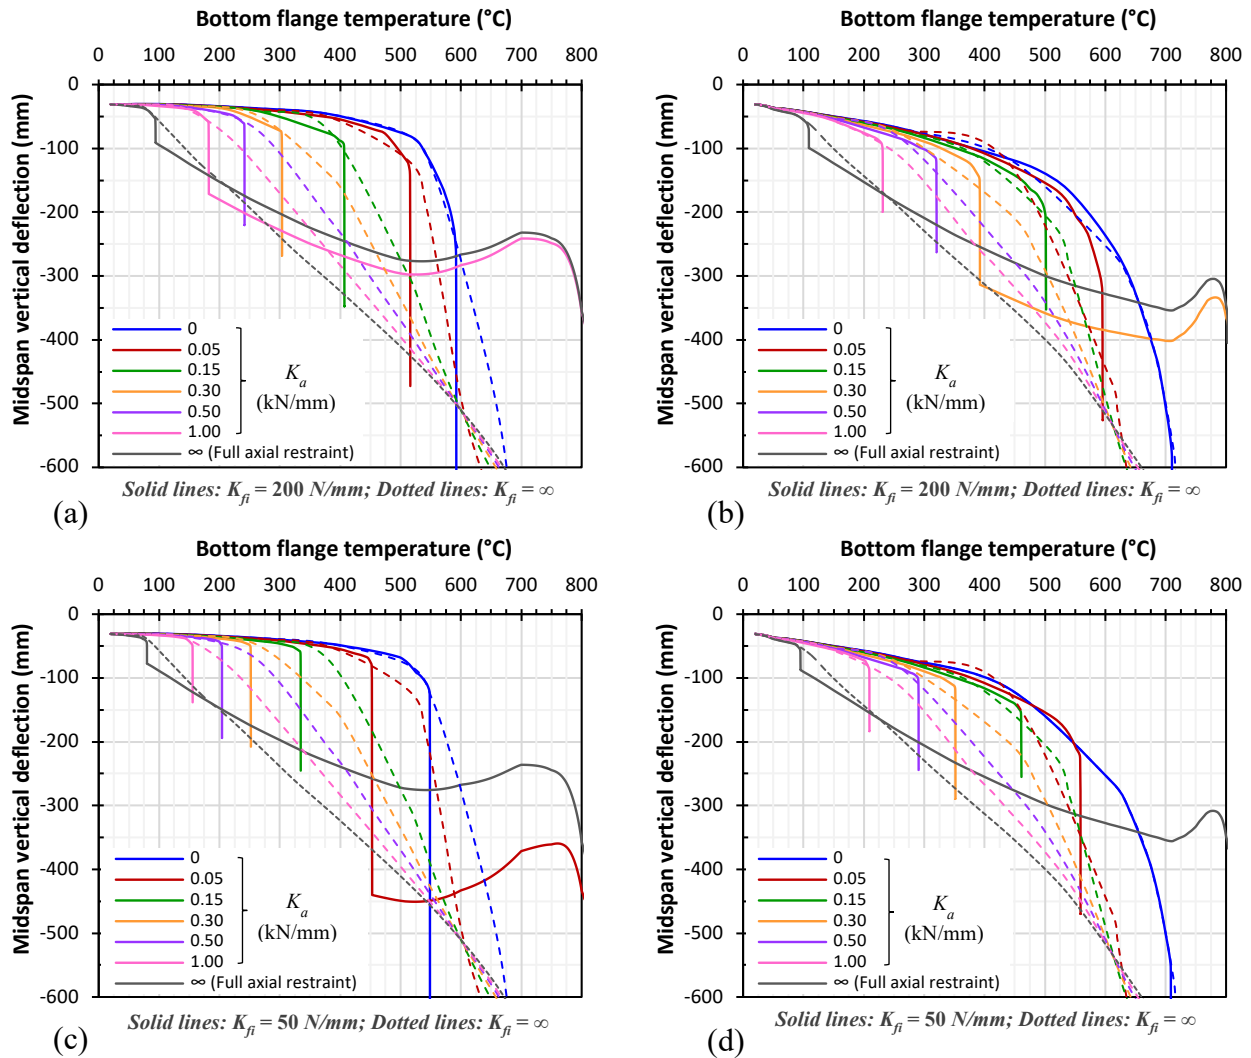 Bottom flange temperature (°C)
0 100 200 300 400 500 600 700 800
Midspan vertical deflection (mm)
0
-100
-200
-300
-400
-500
-600
0
0.05
0.15
0.30
0.50
1.00
∞ (Full axial restraint)
Kₐ
(kN/mm)
Solid lines: K_fi = 200 N/mm; Dotted lines: K_fi = ∞
(a)
Bottom flange temperature (°C)
0 100 200 300 400 500 600 700 800
Midspan vertical deflection (mm)
0
-100
-200
-300
-400
-500
-600
0
0.05
0.15
0.30
0.50
1.00
∞ (Full axial restraint)
Kₐ
(kN/mm)
Solid lines: K_fi = 200 N/mm; Dotted lines: K_fi = ∞
(b)
Bottom flange temperature (°C)
0 100 200 300 400 500 600 700 800
Midspan vertical deflection (mm)
0
-100
-200
-300
-400
-500
-600
0
0.05
0.15
0.30
0.50
1.00
∞ (Full axial restraint)
Kₐ
(kN/mm)
Solid lines: K_fi = 50 N/mm; Dotted lines: K_fi = ∞
(c)
Bottom flange temperature (°C)
0 100 200 300 400 500 600 700 800
Midspan vertical deflection (mm)
0
-100
-200
-300
-400
-500
-600
0
0.05
0.15
0.30
0.50
1.00
∞ (Full axial restraint)
Kₐ
(kN/mm)
Solid lines: K_fi = 50 N/mm; Dotted lines: K_fi = ∞
(d)